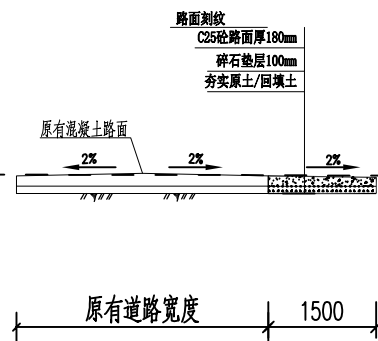 路面刻纹
C25砼路面厚180mm
碎石垫层100mm
夯实原土/回填土
原有混凝土路面
2% 2% 2%
原有道路宽度 1500